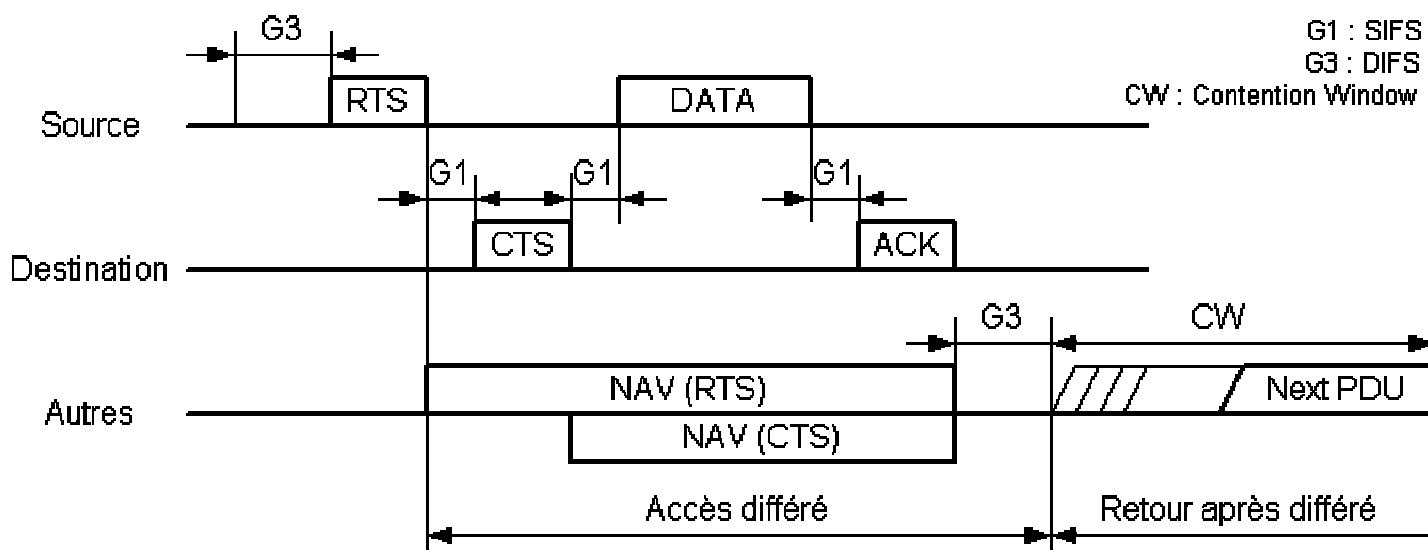 G3
G1 : SIFS
G3 : DIFS
CW : Contention Window
RTS
DATA
Source
G1
G1
G1
CTS
ACK
Destination
G3
CW
NAV (RTS)
Next PDU
Autres
NAV (CTS)
Accès différé
Retour après différé